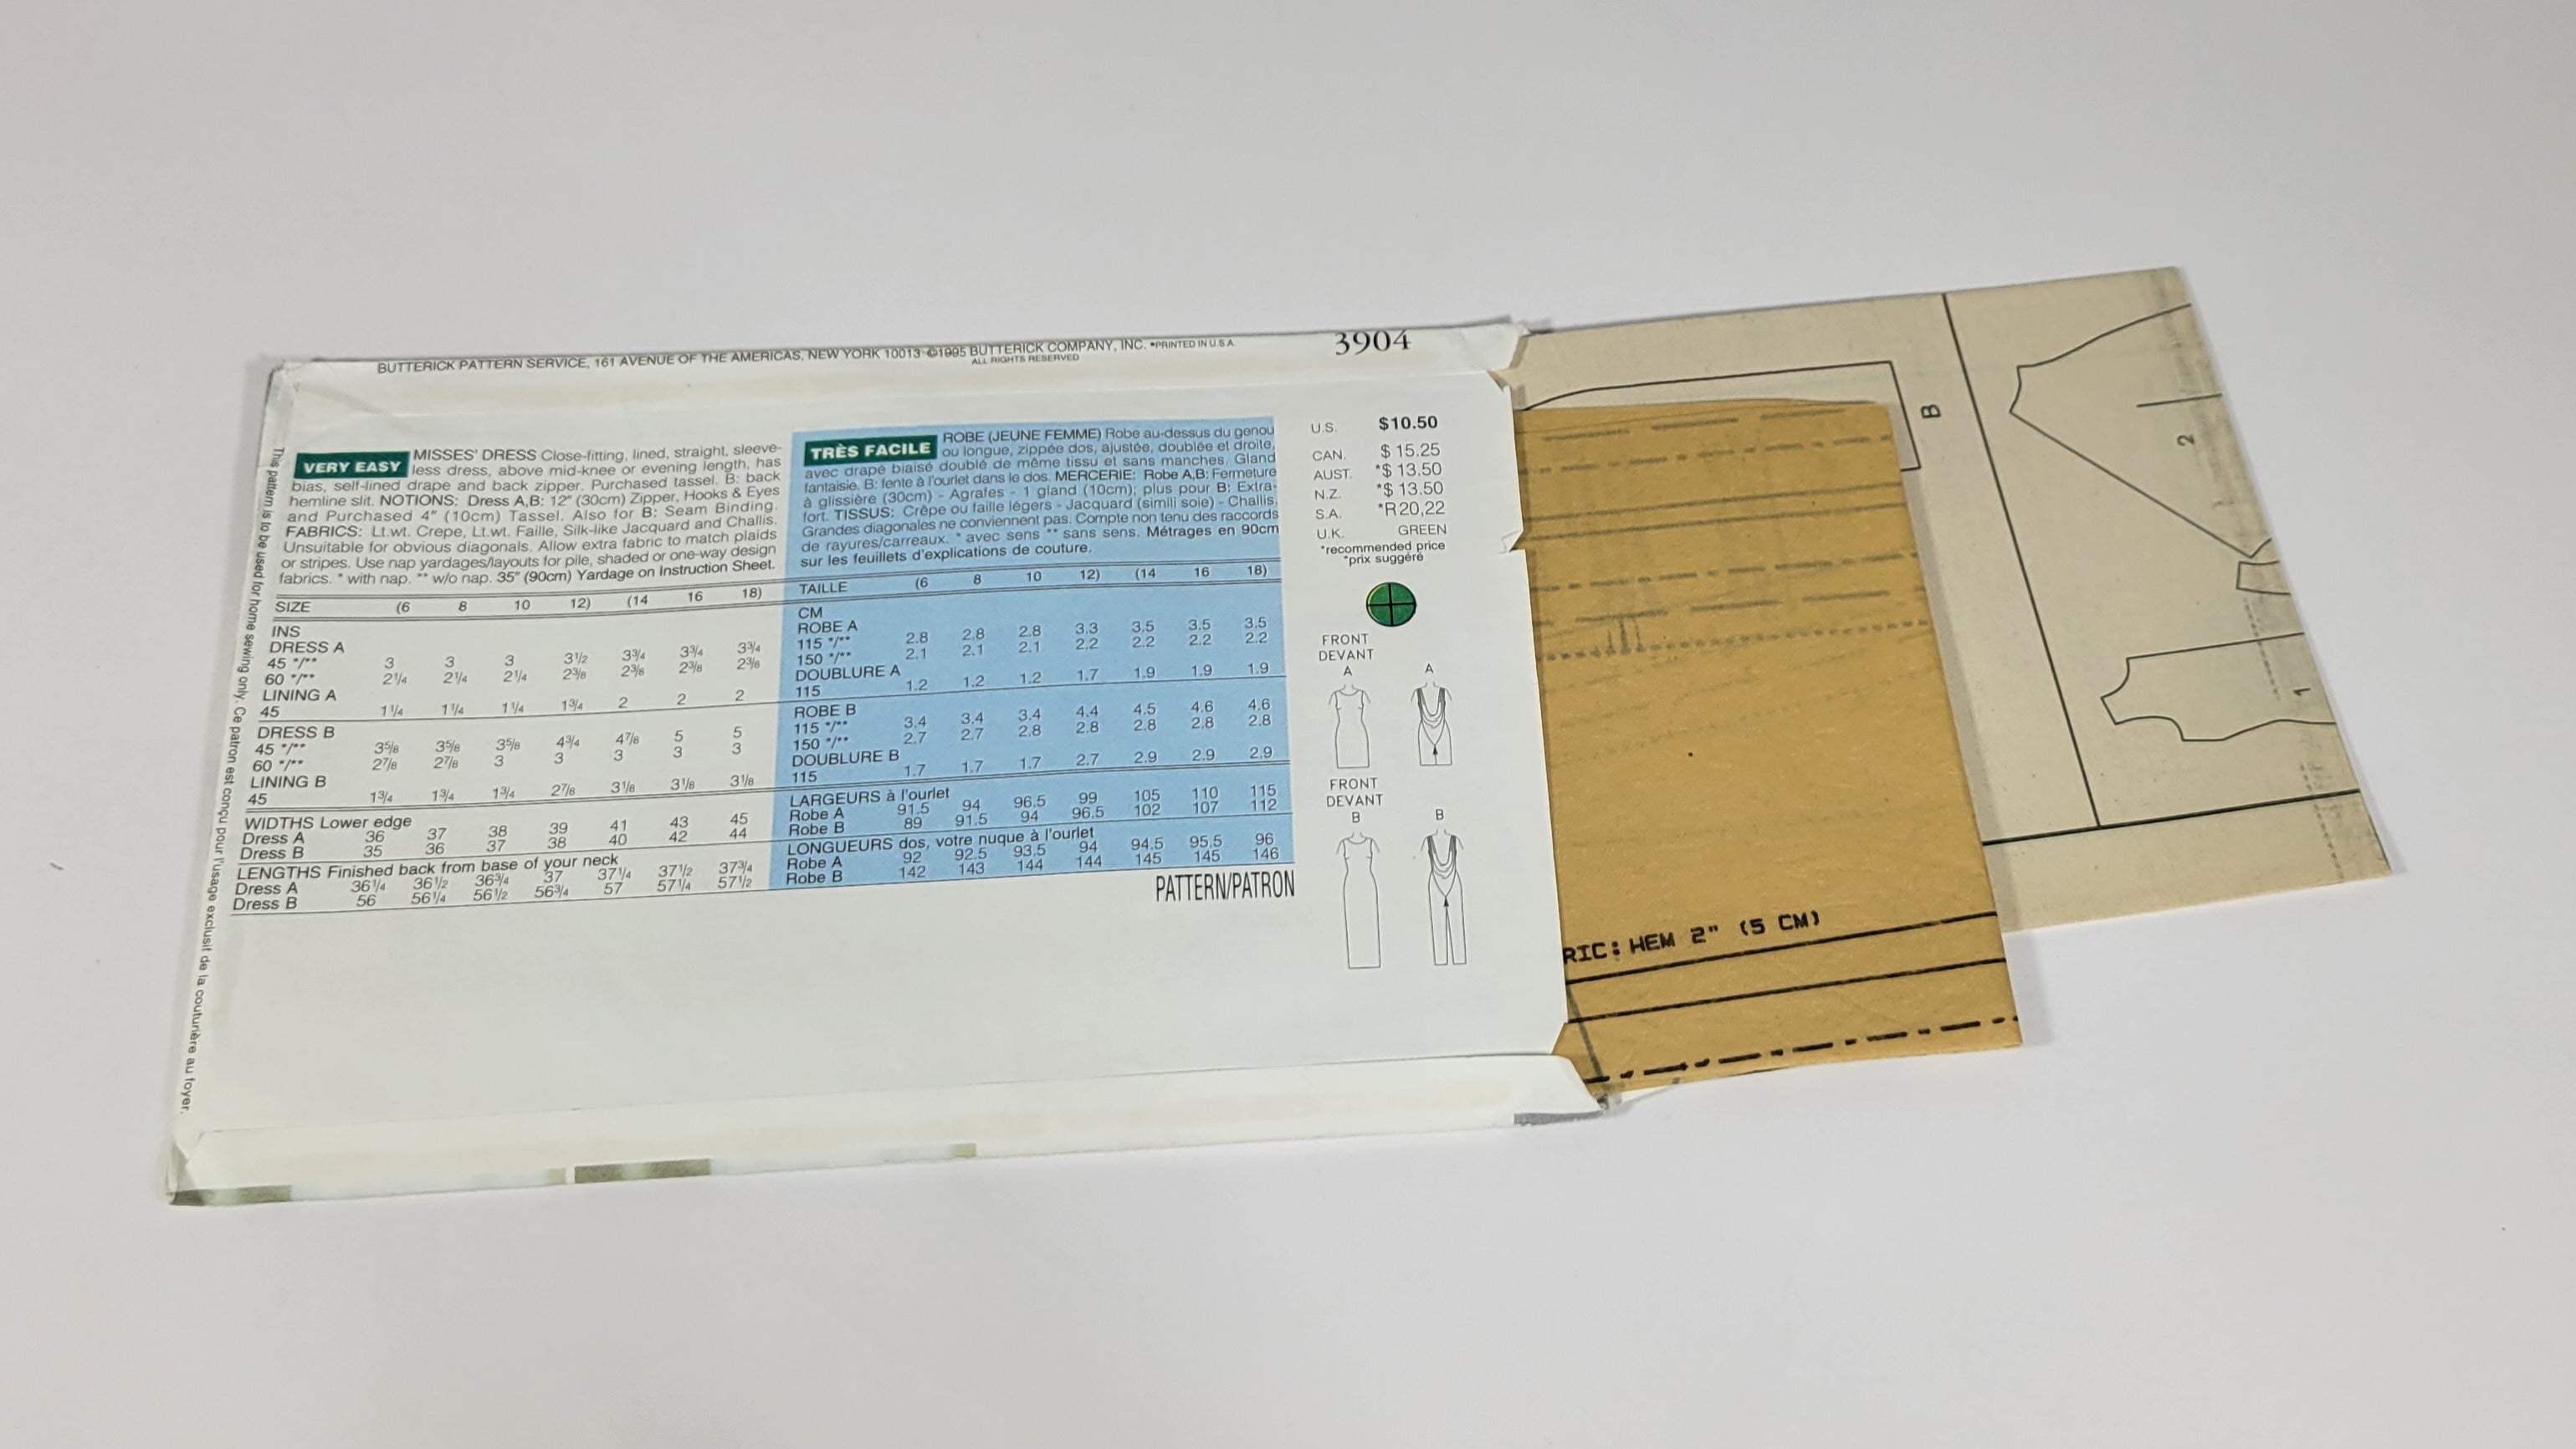 BUTTERICK PATTERN SERVICE, 161 AVENUE OF THE AMERICAS, NEW YORK 10013 ©1995 BUTTERICK COMPANY, INC. •PRINTED IN U.S.A.
ALL RIGHTS RESERVED
3904
This pattern is to be used for home sewing only. Ce patron est conçu pour l'usage exclusif de la couturière au foyer.
VERY EASY MISSES' DRESS Close-fitting, lined, straight, sleeve-
less dress, above mid-knee or evening length, has
bias, self-lined drape and back zipper. Purchased tassel. B: back
hemline slit. NOTIONS: Dress A,B: 12" (30cm) Zipper, Hooks & Eyes
and Purchased 4" (10cm) Tassel. Also for B: Seam Binding.
FABRICS: Lt.wt. Crepe, Lt.wt. Faille, Silk-like Jacquard and Challis.
Unsuitable for obvious diagonals. Allow extra fabric to match plaids
or stripes. Use nap yardages/layouts for pile, shaded or one-way design
fabrics. * with nap. ** w/o nap. 35" (90cm) Yardage on Instruction Sheet.
SIZE (6 8 10 12) (14 16 18)
INS
DRESS A
45 */** 3 3 3 3½ 3¾ 3¾ 3¾
60 */** 2¼ 2¼ 2¼ 2⅜ 2⅜ 2⅜ 2⅜
LINING A
45 1¼ 1¼ 1¼ 1¾ 2 2 2
DRESS B
45 */** 3⅝ 3⅝ 3⅝ 4¾ 4⅞ 5 5
60 */** 2⅞ 2⅞ 3 3 3 3 3
LINING B
45 1¾ 1¾ 1¾ 2⅞ 3⅛ 3⅛ 3⅛
WIDTHS Lower edge
Dress A 36 37 38 39 41 43 45
Dress B 35 36 37 38 40 42 44
LENGTHS Finished back from base of your neck
Dress A 36¼ 36½ 36¾ 37 37¼ 37½ 37¾
Dress B 56 56¼ 56½ 56¾ 57 57¼ 57½
TRÈS FACILE ROBE (JEUNE FEMME) Robe au-dessus du genou
ou longue, zippée dos, ajustée, doublée et droite,
avec drapé biaisé doublé de même tissu et sans manches. Gland
fantaisie. B: fente à l'ourlet dans le dos. MERCERIE: Robe A,B: Fermeture
à glissière (30cm) - Agrafes - 1 gland (10cm); plus pour B: Extra-
fort. TISSUS: Crêpe ou faille légers - Jacquard (simili soie) - Challis.
Grandes diagonales ne conviennent pas. Compte non tenu des raccords
de rayures/carreaux. * avec sens ** sans sens. Métrages en 90cm
sur les feuillets d'explications de couture.
TAILLE (6 8 10 12) (14 16 18)
CM
ROBE A
115 */** 2.8 2.8 2.8 3.3 3.5 3.5 3.5
150 */** 2.1 2.1 2.1 2.2 2.2 2.2 2.2
DOUBLURE A
115 1.2 1.2 1.2 1.7 1.9 1.9 1.9
ROBE B
115 */** 3.4 3.4 3.4 4.4 4.5 4.6 4.6
150 */** 2.7 2.7 2.8 2.8 2.8 2.8 2.8
DOUBLURE B
115 1.7 1.7 1.7 2.7 2.9 2.9 2.9
LARGEURS à l'ourlet
Robe A 91.5 94 96.5 99 105 110 115
Robe B 89 91.5 94 96.5 102 107 112
LONGUEURS dos, votre nuque à l'ourlet
Robe A 92 92.5 93.5 94 94.5 95.5 96
Robe B 142 143 144 144 145 145 146
PATTERN/PATRON
U.S. $10.50
CAN. $ 15.25
AUST. *$ 13.50
N.Z. *$ 13.50
S.A. *R20,22
U.K. GREEN
*recommended price
*prix suggéré
FRONT
DEVANT
A A
FRONT
DEVANT
B B
RIC: HEM 2" (5 CM)
B
2
1